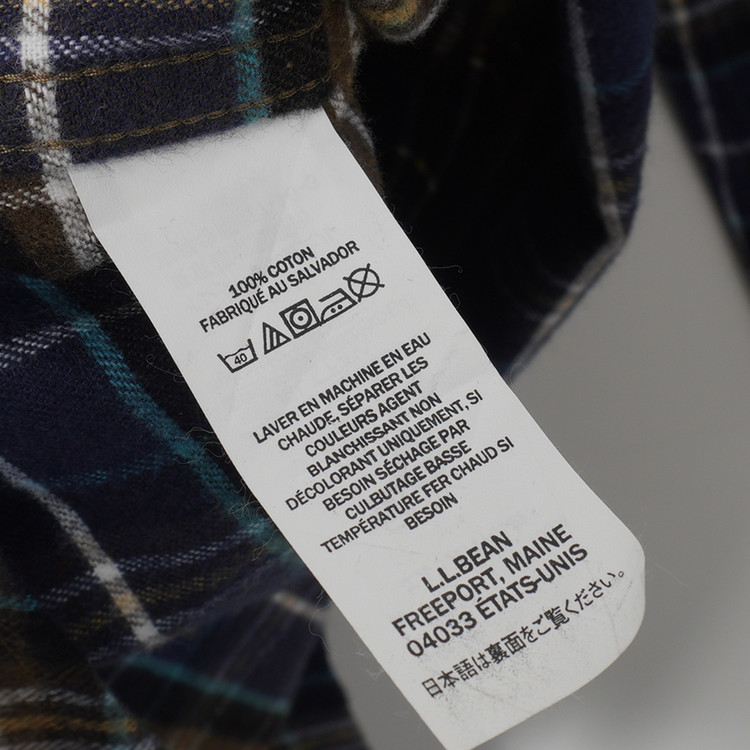 100% COTON
FABRIQUÉ AU SALVADOR
40
LAVER EN MACHINE EN EAU
CHAUDE, SÉPARER LES
COULEURS AGENT
BLANCHISSANT NON
DÉCOLORANT UNIQUEMENT, SI
BESOIN SÉCHAGE PAR
CULBUTAGE BASSE
TEMPÉRATURE FER CHAUD SI
BESOIN
L.L.BEAN
FREEPORT, MAINE
04033 ETATS-UNIS
日本語は裏面をご覧ください。